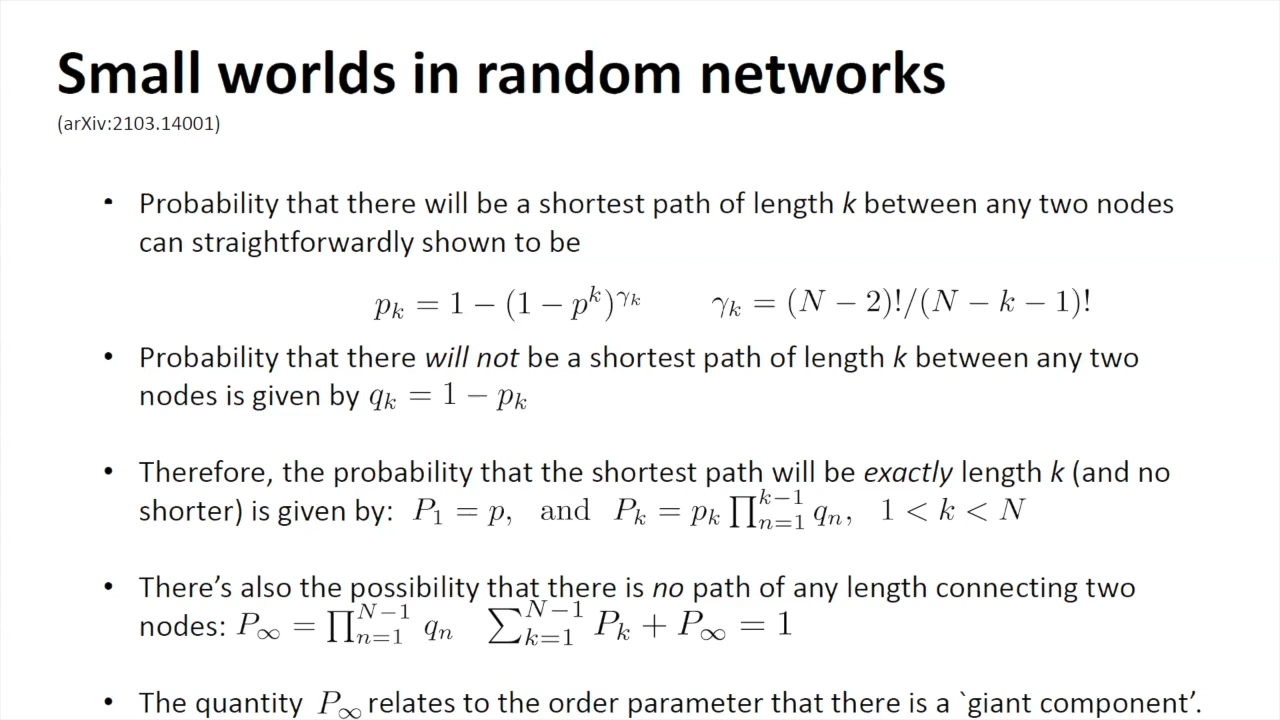 Small worlds in random networks
(arXiv:2103.14001)
• Probability that there will be a shortest path of length k between any two nodes
can straightforwardly shown to be
p_k = 1 − (1 − p^k)^{γ_k} γ_k = (N − 2)!/(N − k − 1)!
• Probability that there will not be a shortest path of length k between any two
nodes is given by q_k = 1 − p_k
• Therefore, the probability that the shortest path will be exactly length k (and no
shorter) is given by: P_1 = p, and P_k = p_k ∏_{n=1}^{k−1} q_n, 1 < k < N
• There’s also the possibility that there is no path of any length connecting two
nodes: P_∞ = ∏_{n=1}^{N−1} q_n ∑_{k=1}^{N−1} P_k + P_∞ = 1
• The quantity P_∞ relates to the order parameter that there is a `giant component’.